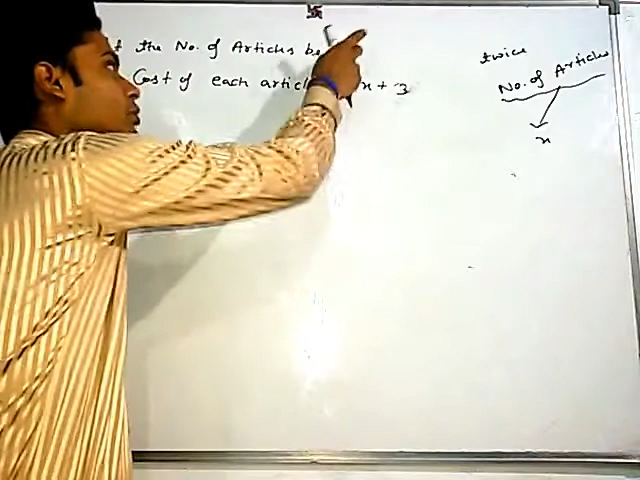 the No. of Articles be
Cost of each article x + 3
twice
No. of Articles
x